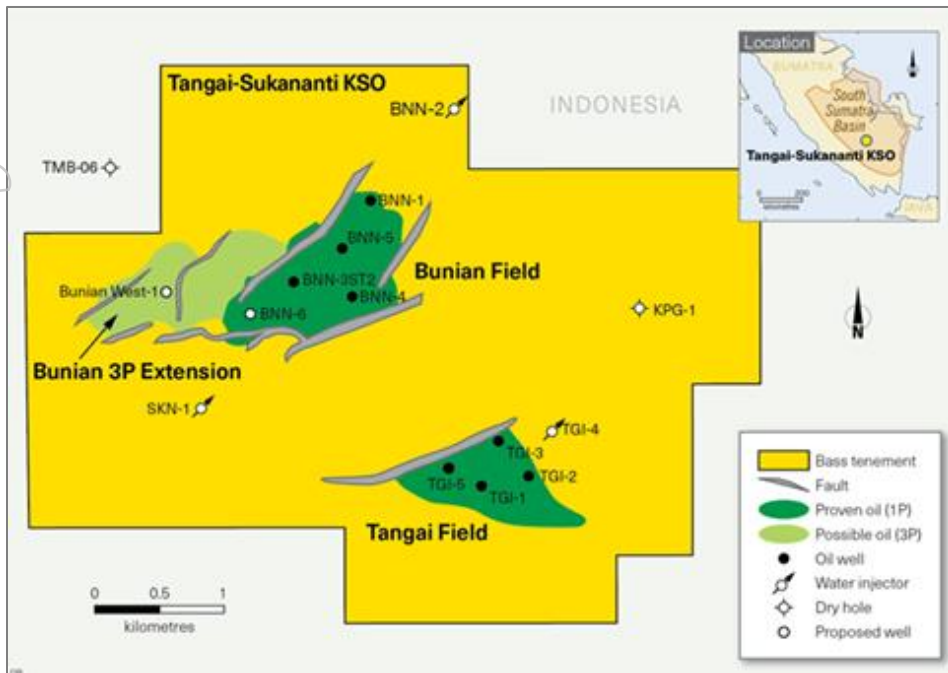 Tangai-Sukananti KSO
BNN-2
INDONESIA
TMB-06
BNN-1
BNN-5
Bunian Field
BNN-3ST2
BNN-4
Bunian West-1
BNN-6
KPG-1
Bunian 3P Extension
SKN-1
TGI-4
TGI-3
TGI-5
TGI-2
TGI-1
Tangai Field
0 0.5 1
kilometres
N
Location
SUMATRA
South
Sumatra
Basin
Tangai-Sukananti KSO
0 200
kilometres
JAVA
Bass tenement
Fault
Proven oil (1P)
Possible oil (3P)
Oil well
Water injector
Dry hole
Proposed well